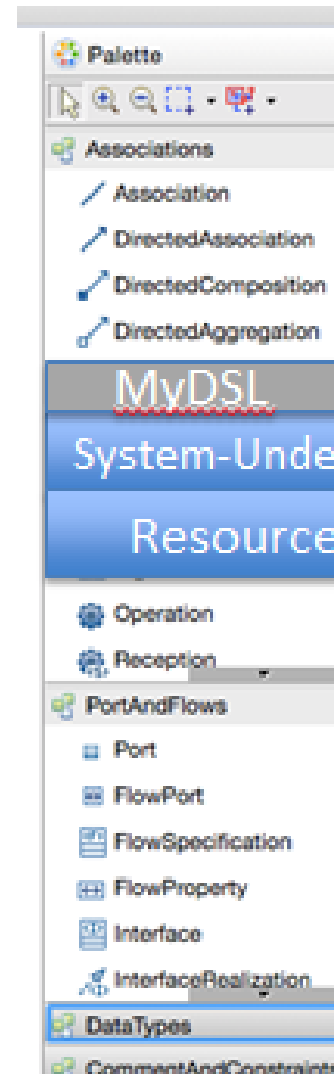 Palette
Associations
Association
DirectedAssociation
DirectedComposition
DirectedAggregation
MyDSL
System-Unde
Resource
Operation
Reception
PortAndFlows
Port
FlowPort
FlowSpecification
FlowProperty
Interface
InterfaceRealization
DataTypes
CommentAndConstraints